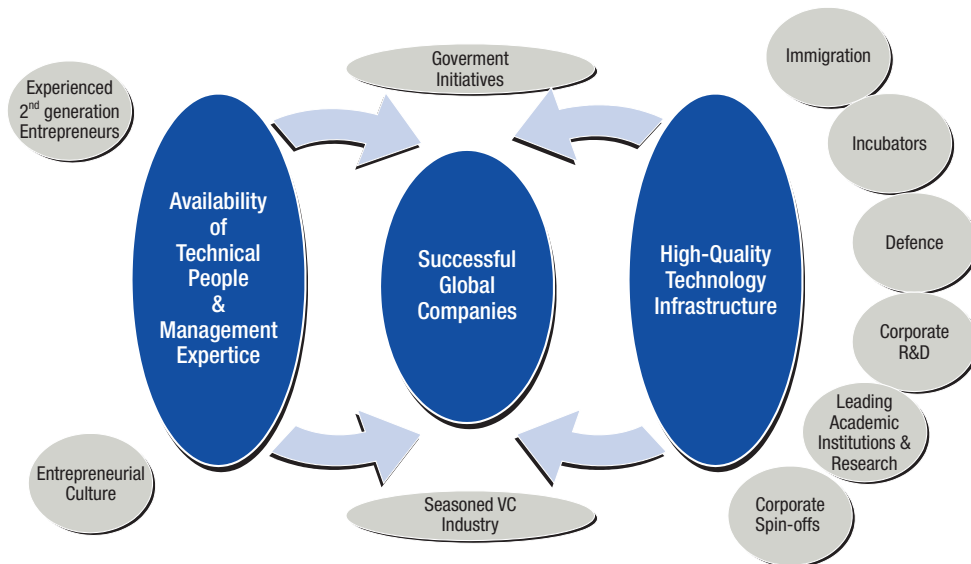 Experienced
2nd generation
Entrepreneurs
Goverment
Initiatives
Immigration
Incubators
Defence
Corporate
R&D
Leading
Academic
Institutions &
Research
Corporate
Spin-offs
Availability
of
Technical
People
&
Management
Expertice
Successful
Global
Companies
High-Quality
Technology
Infrastructure
Entrepreneurial
Culture
Seasoned VC
Industry